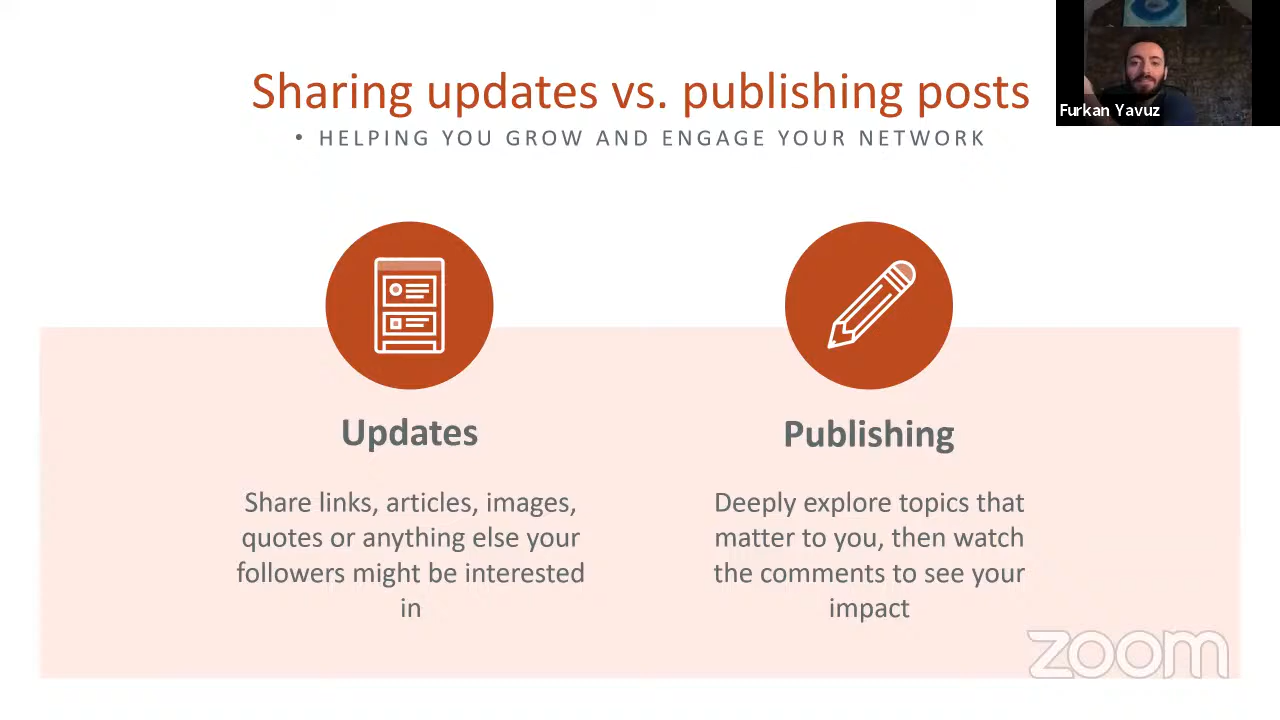 Sharing updates vs. publishing posts
• HELPING YOU GROW AND ENGAGE YOUR NETWORK
Furkan Yavuz
Updates
Share links, articles, images,
quotes or anything else your
followers might be interested
in
Publishing
Deeply explore topics that
matter to you, then watch
the comments to see your
impact
zoom